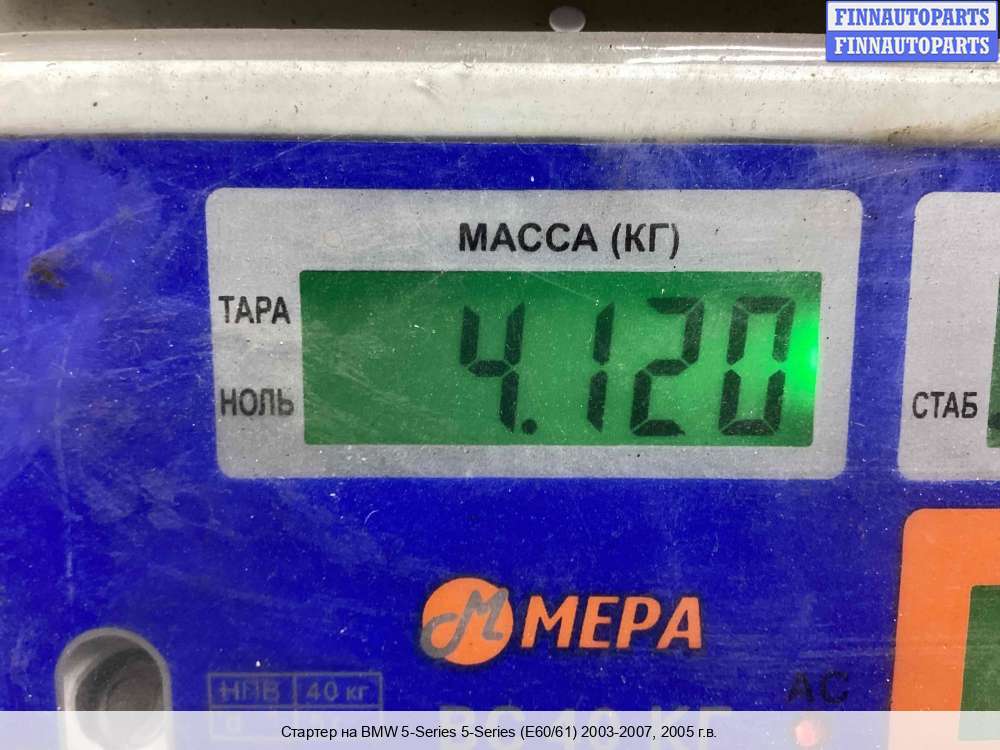 FINNAUTOPARTS
FINNAUTOPARTS
МАССА (КГ)
ТАРА
4.120
НОЛЬ
СТАБ
МЕРА
НПВ 40 кг
АС
Стартер на BMW 5-Series 5-Series (E60/61) 2003-2007, 2005 г.в.